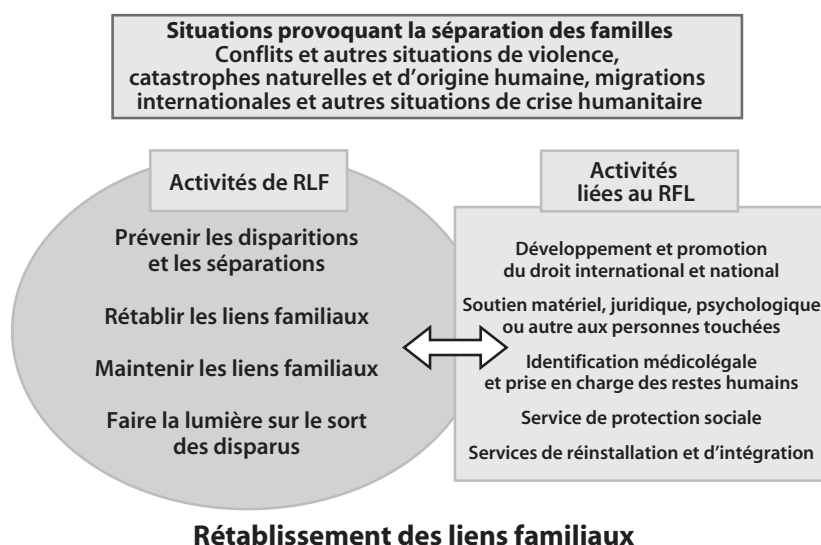 Situations provoquant la séparation des familles
Conflits et autres situations de violence,
catastrophes naturelles et d'origine humaine, migrations
internationales et autres situations de crise humanitaire
Activités de RLF
Prévenir les disparitions
et les séparations
Rétablir les liens familiaux
Maintenir les liens familiaux
Faire la lumière sur le sort
des disparus
Activités
liées au RFL
Développement et promotion
du droit international et national
Soutien matériel, juridique, psychologique
ou autre aux personnes touchées
Identification médicolégale
et prise en charge des restes humains
Service de protection sociale
Services de réinstallation et d'intégration
Rétablissement des liens familiaux